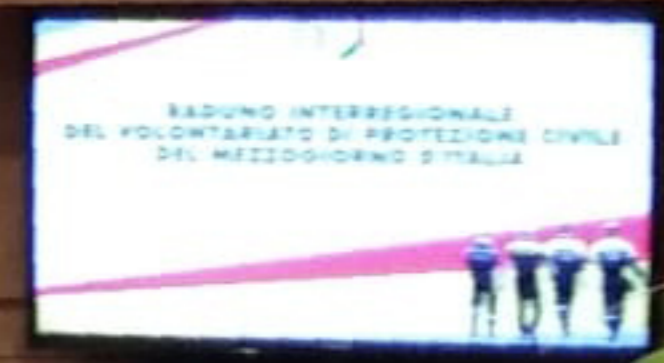 RADUNO INTERREGIONALE
DEL VOLONTARIATO DI PROTEZIONE CIVILE
DEL MEZZOGIORNO D'ITALIA